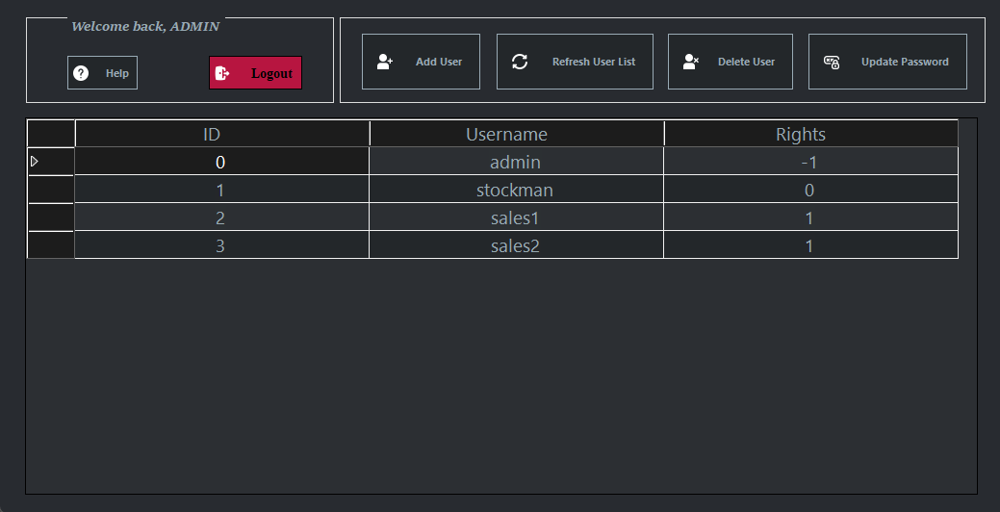 Welcome back, ADMIN
Help
Logout
Add User
Refresh User List
Delete User
Update Password
ID Username Rights
0 admin -1
1 stockman 0
2 sales1 1
3 sales2 1